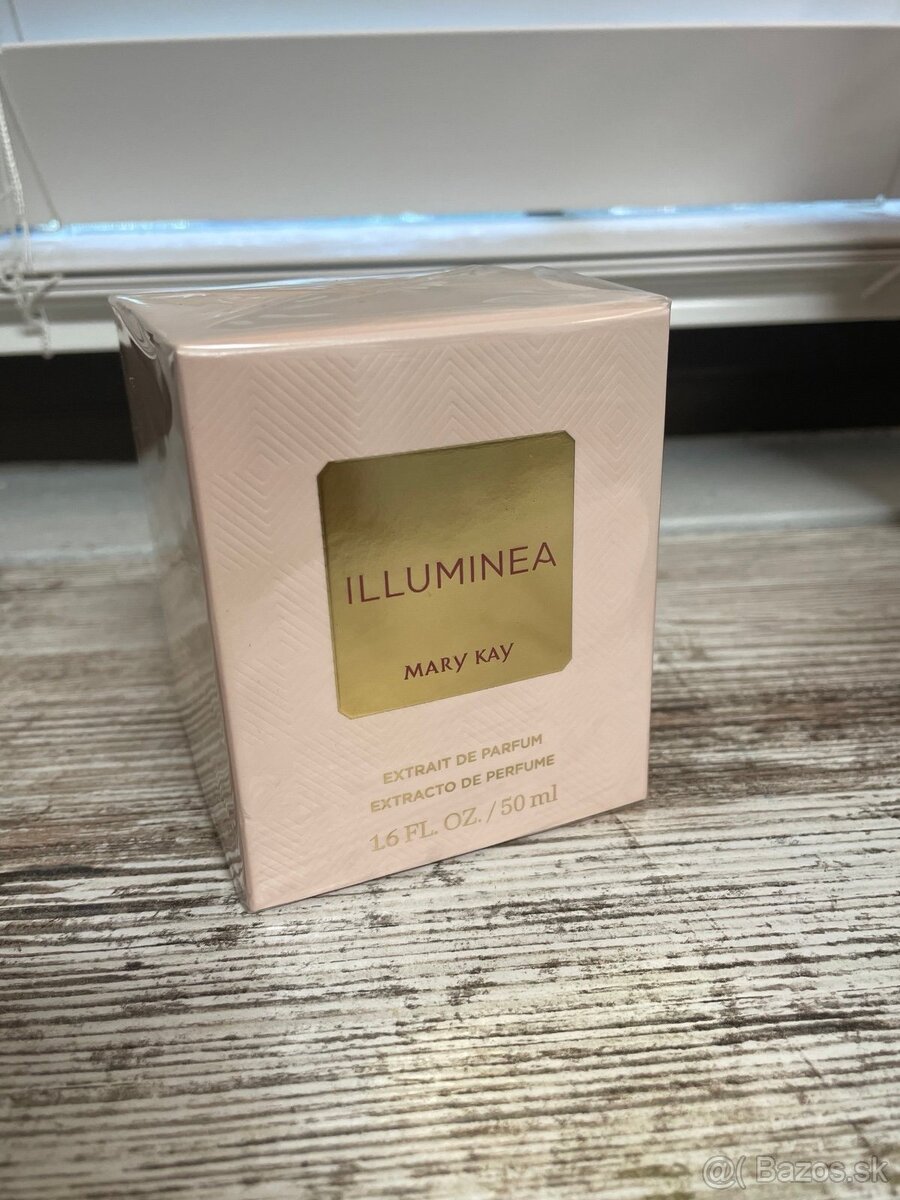 ILLUMINEA
MARY KAY
EXTRAIT DE PARFUM
EXTRACTO DE PERFUME
1.6 FL. OZ. / 50 ml
@( Bazos.sk